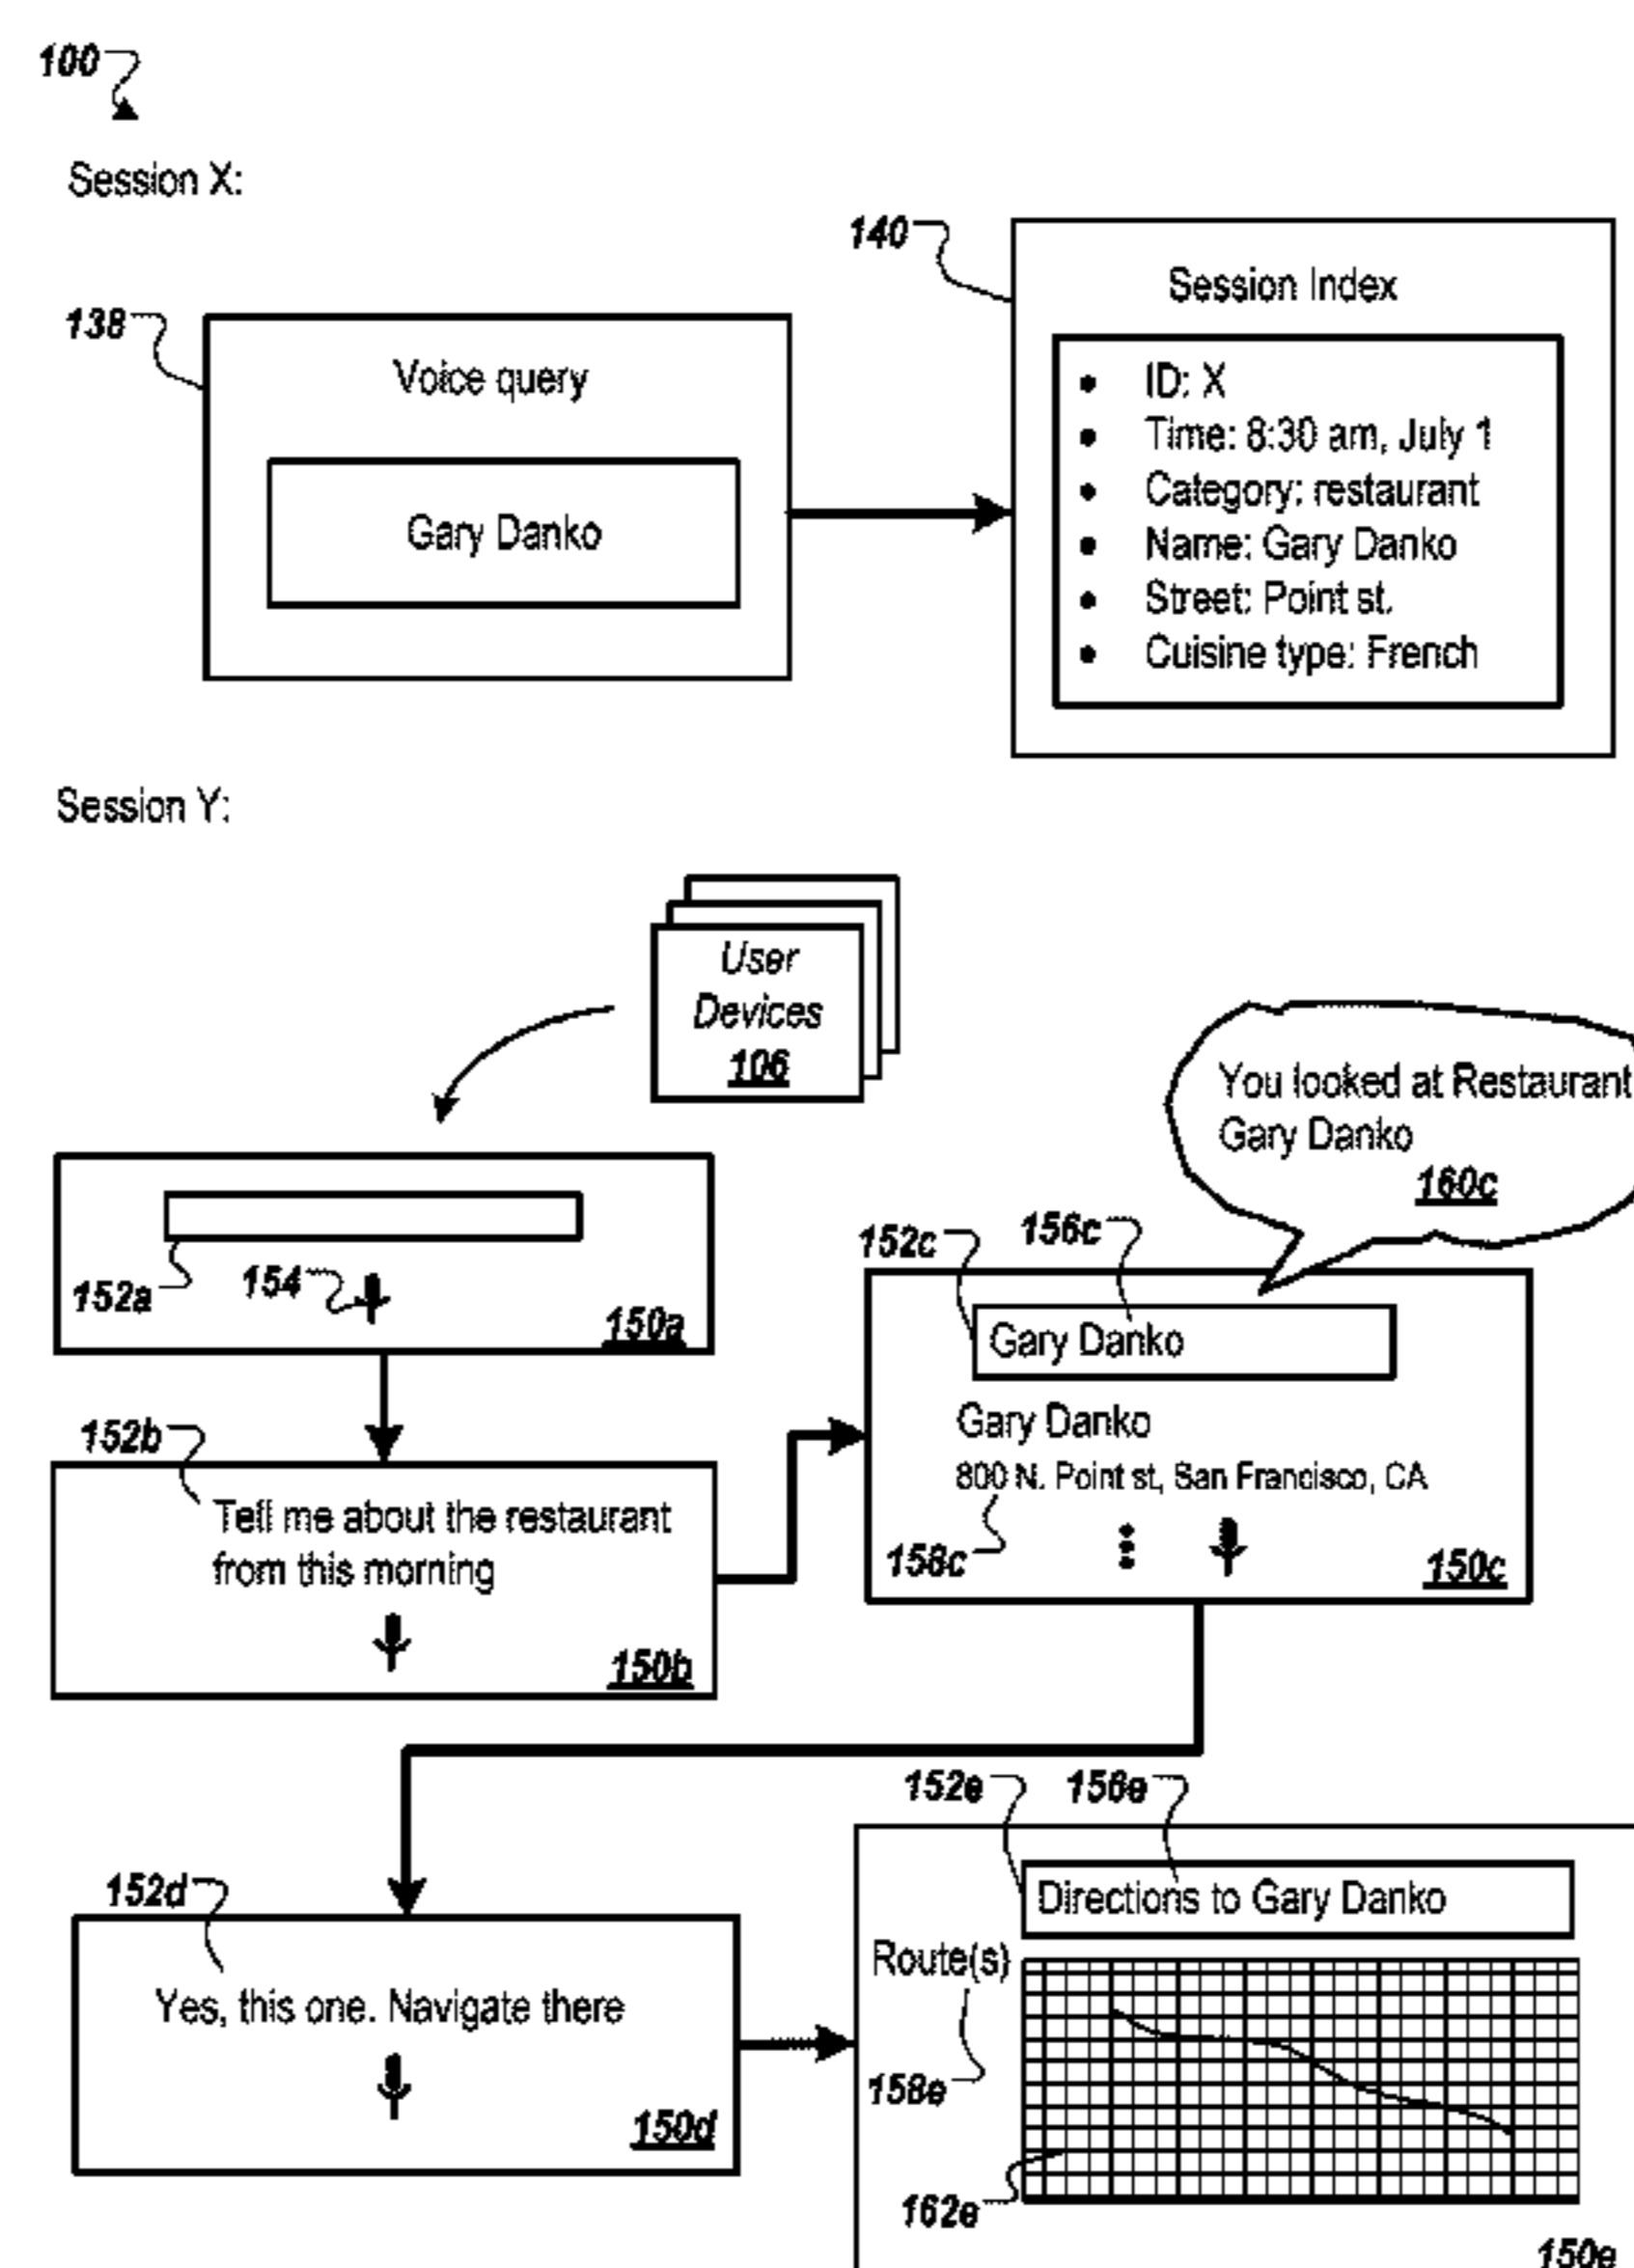 100
Session X:
140
Session Index
138
Voice query
Gary Danko
• ID: X
• Time: 8:30 am, July 1
• Category: restaurant
• Name: Gary Danko
• Street: Point st.
• Cuisine type: French
Session Y:
User
Devices
106
You looked at Restaurant
Gary Danko
160c
152a
154
150a
152c
156c
Gary Danko
Gary Danko
800 N. Point st, San Francisco, CA
158c
150c
152b
Tell me about the restaurant
from this morning
150b
152e
156e
Directions to Gary Danko
Route(s)
158e
162e
150e
152d
Yes, this one. Navigate there
150d